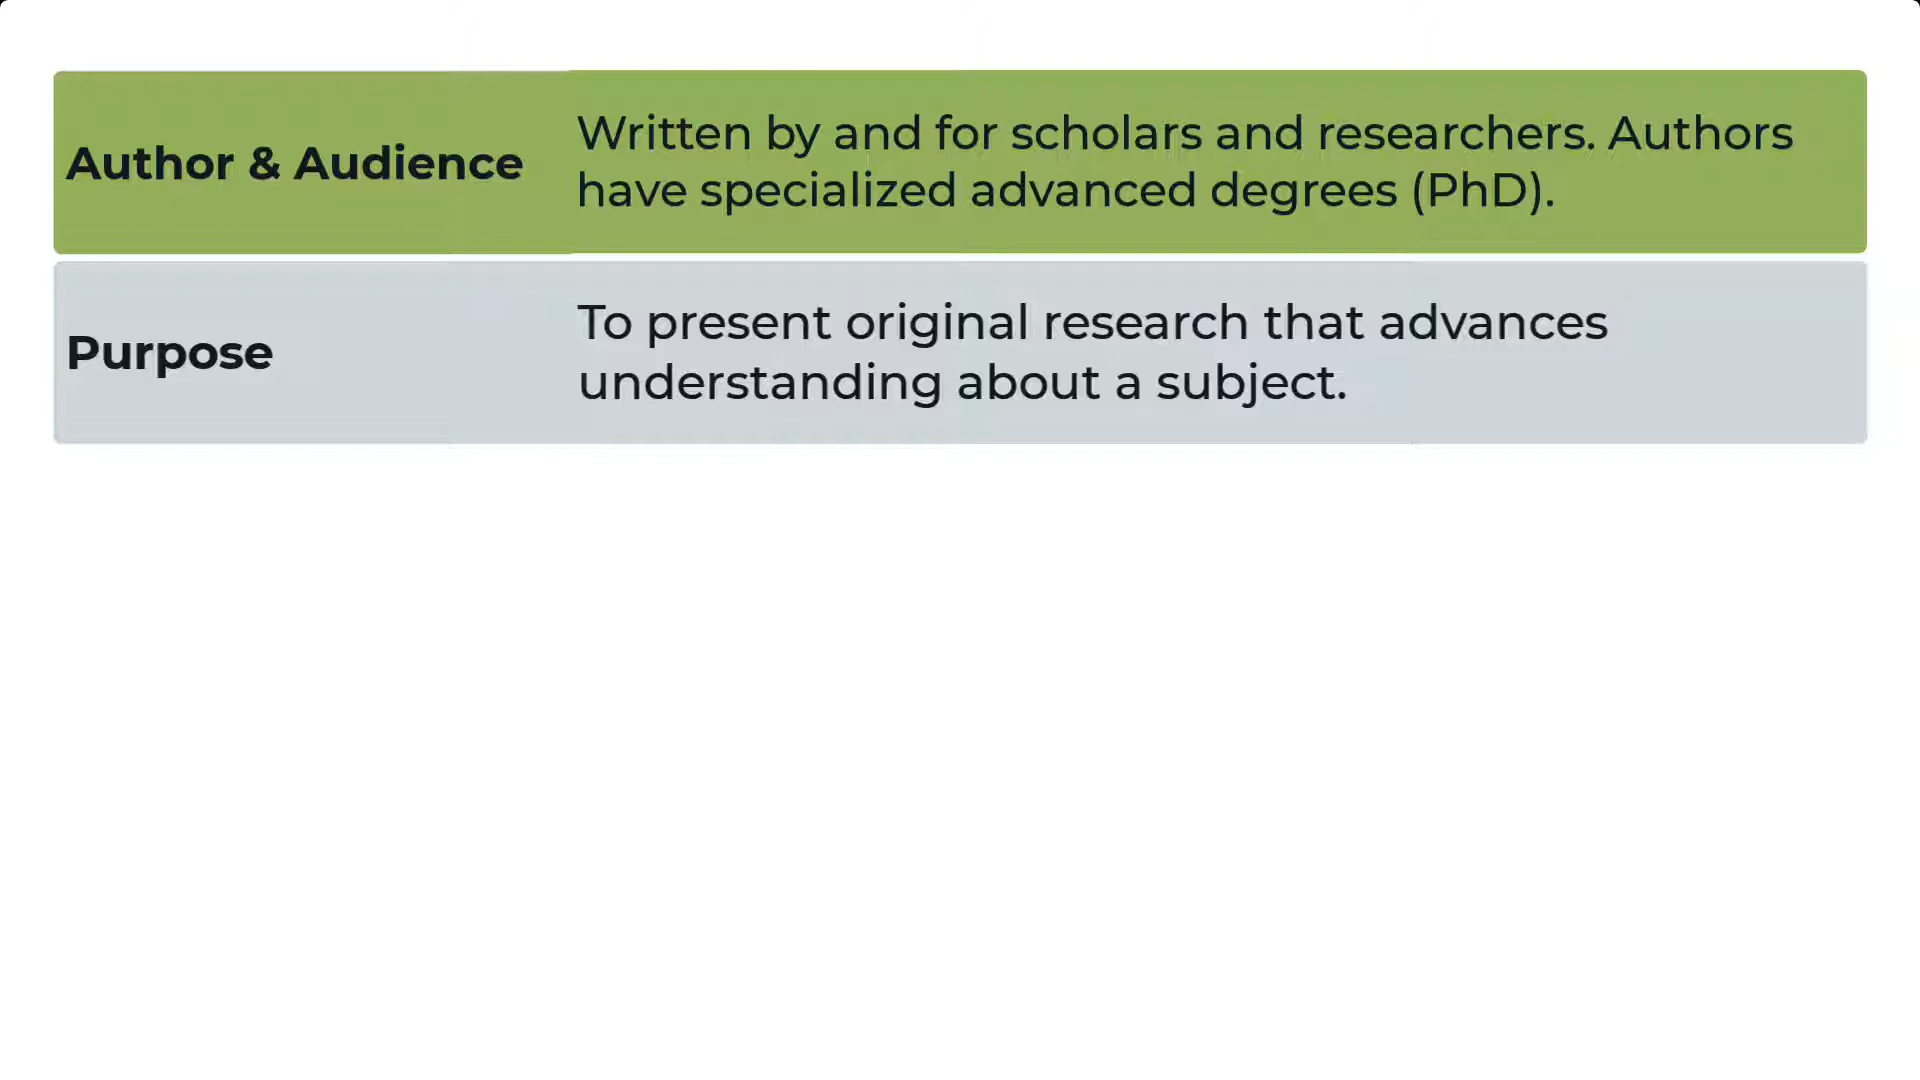 Author & Audience
Written by and for scholars and researchers. Authors
have specialized advanced degrees (PhD).
Purpose
To present original research that advances
understanding about a subject.